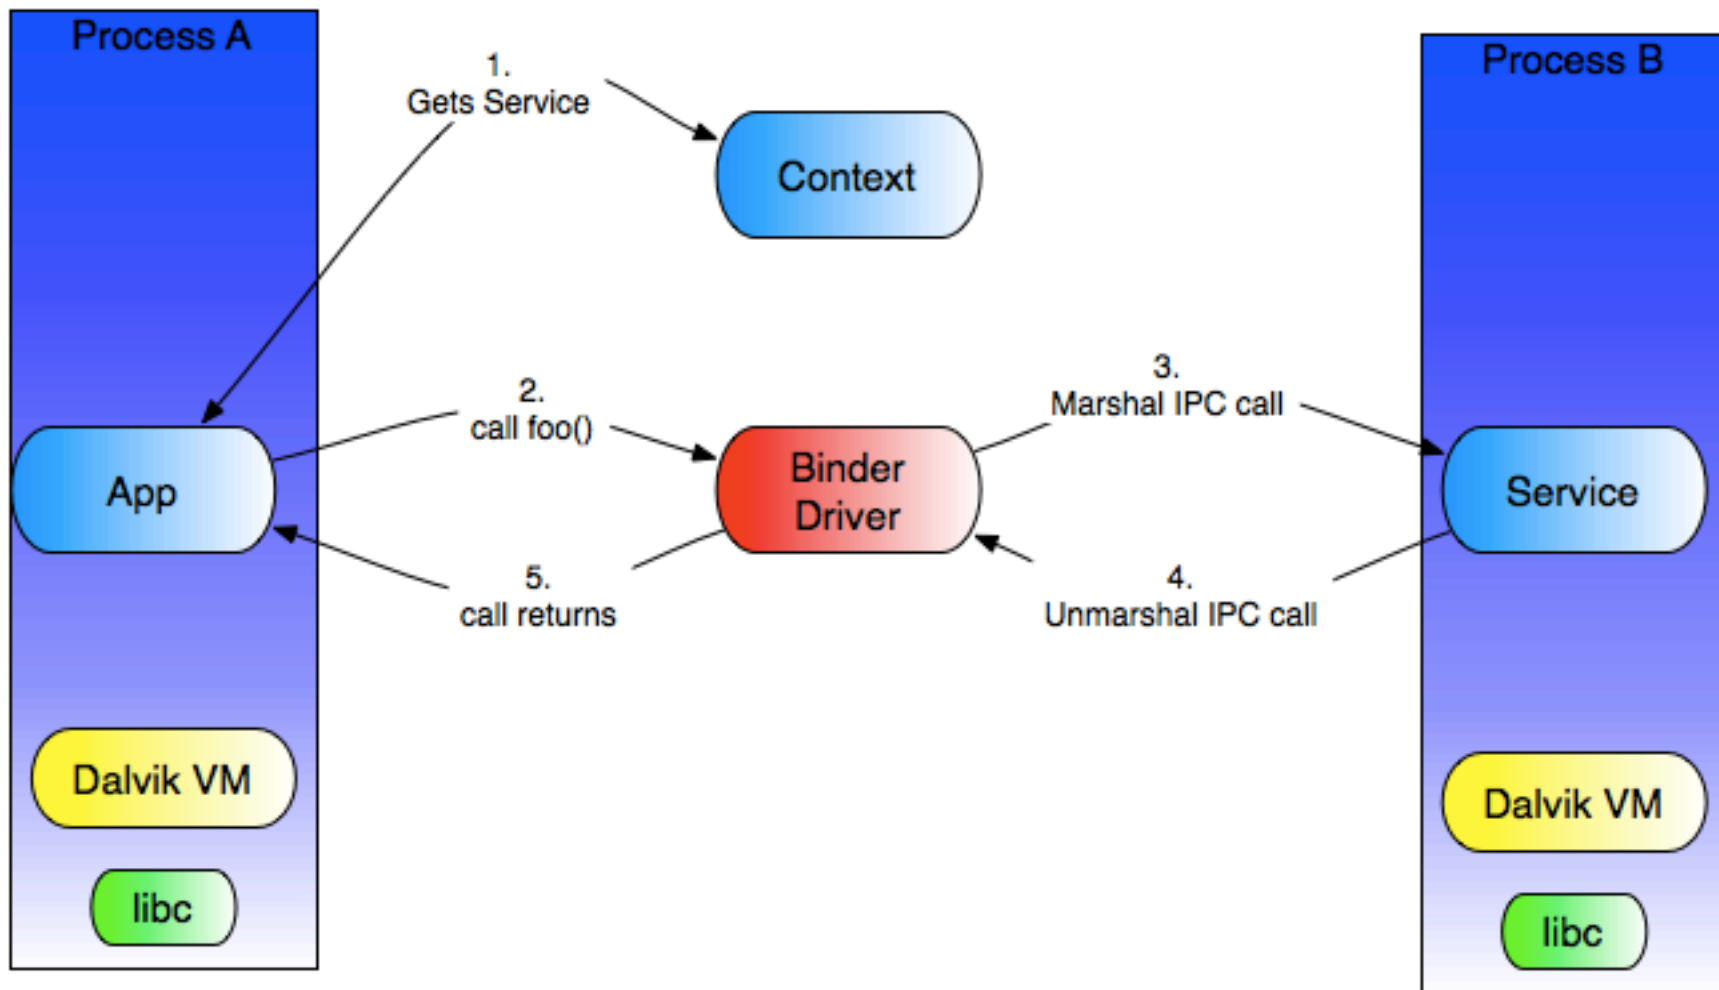 Process A
1.
Gets Service
Context
Process B
2.
call foo()
3.
Marshal IPC call
App
Binder
Driver
Service
5.
call returns
4.
Unmarshal IPC call
Dalvik VM
Dalvik VM
libc
libc